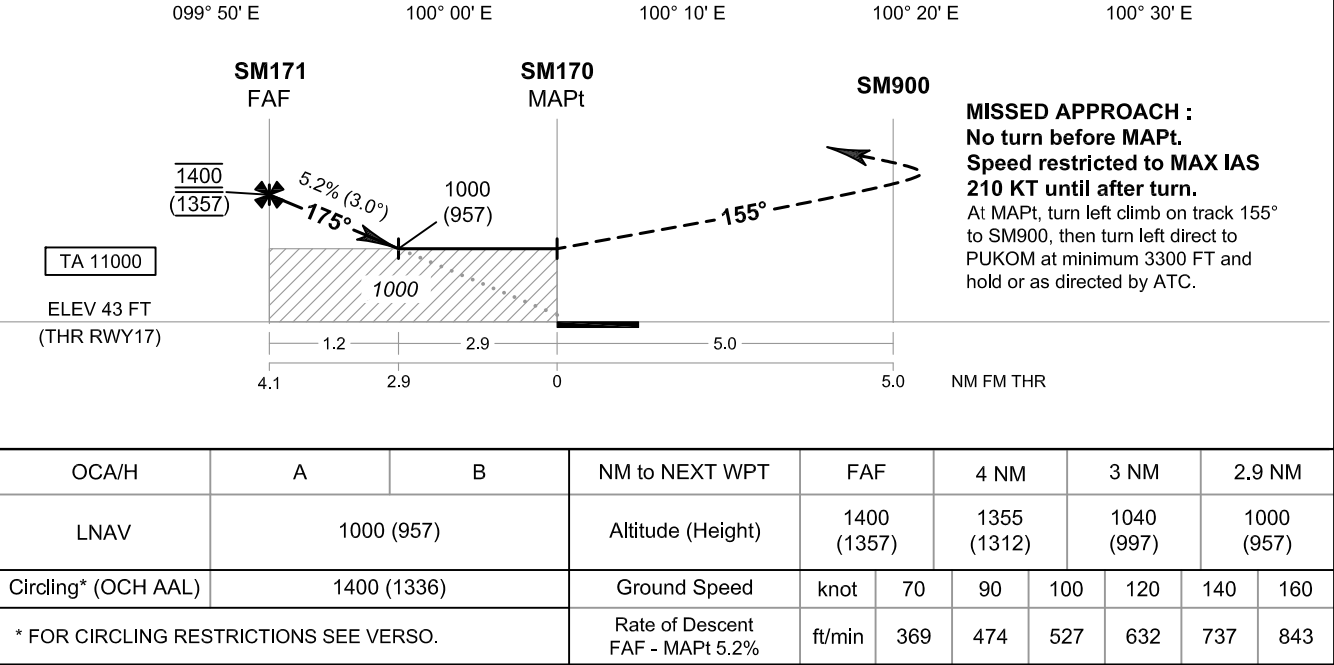 099° 50' E 100° 00' E 100° 10' E 100° 20' E 100° 30' E
SM171
FAF
SM170
MAPt
SM900
MISSED APPROACH :
No turn before MAPt.
Speed restricted to MAX IAS
210 KT until after turn.
At MAPt, turn left climb on track 155°
to SM900, then turn left direct to
PUKOM at minimum 3300 FT and
hold or as directed by ATC.
1400
(1357)
5.2% (3.0°)
175°
1000
(957)
155°
TA 11000
1000
ELEV 43 FT
(THR RWY17)
1.2 2.9 5.0
4.1 2.9 0 5.0 NM FM THR
OCA/H A B NM to NEXT WPT FAF 4 NM 3 NM 2.9 NM
LNAV 1000 (957) Altitude (Height) 1400 1355 1040 1000
(1357) (1312) (997) (957)
Circling* (OCH AAL) 1400 (1336) Ground Speed knot 70 90 100 120 140 160
* FOR CIRCLING RESTRICTIONS SEE VERSO. Rate of Descent
FAF - MAPt 5.2% ft/min 369 474 527 632 737 843